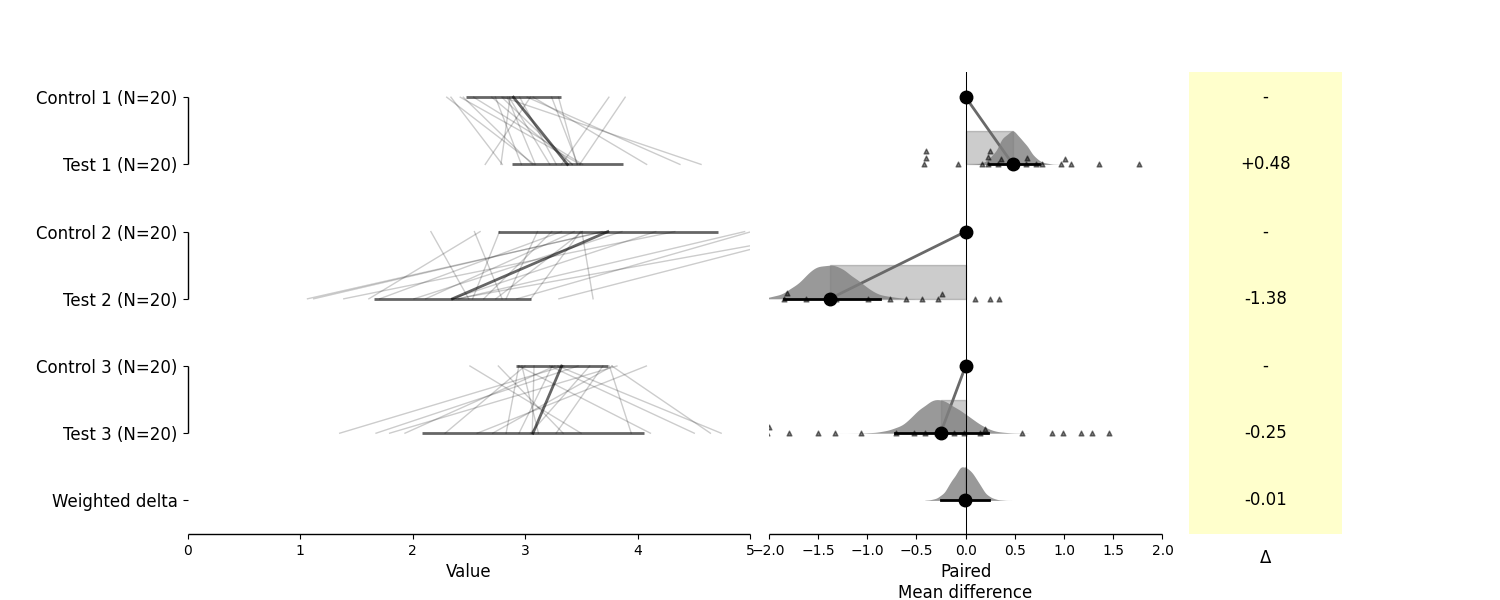 Control 1 (N=20)
-
Test 1 (N=20)
+0.48
Control 2 (N=20)
-
Test 2 (N=20)
-1.38
Control 3 (N=20)
-
Test 3 (N=20)
-0.25
Weighted delta
-0.01
0 1 2 3 4 5
−2.0 −1.5 −1.0 −0.5 0.0 0.5 1.0 1.5 2.0
Δ
Value
Paired
Mean difference